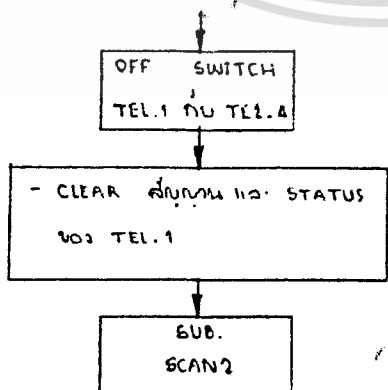 OFF SWITCH
TEL.1 กับ TEL.4
- CLEAR สัญญาน และ STATUS
ของ TEL.1
SUB.
SCAN2